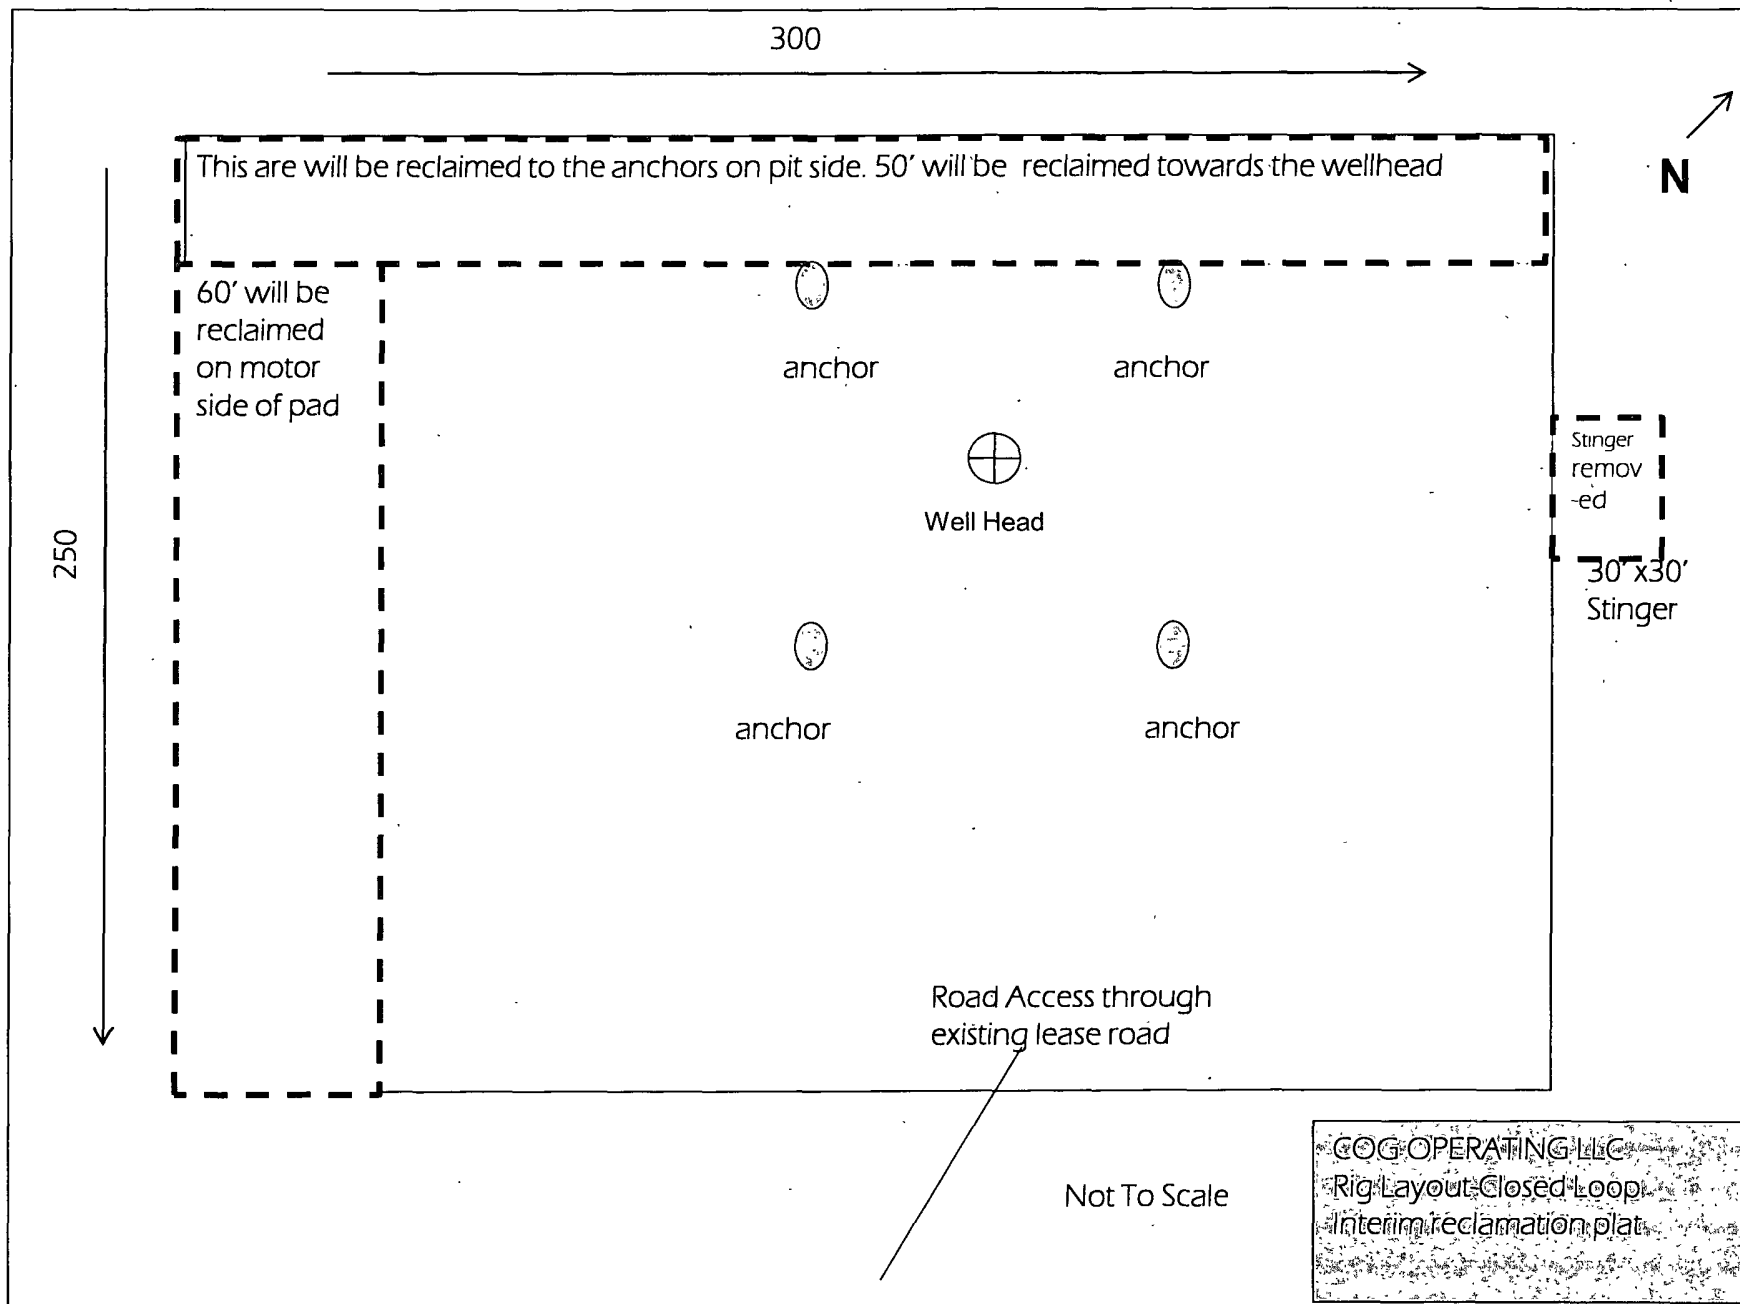 300
N
This are will be reclaimed to the anchors on pit side. 50' will be reclaimed towards the wellhead
60' will be
reclaimed
on motor
side of pad
anchor
anchor
Stinger
remov
-ed
Well Head
250
30'x30'
Stinger
anchor
anchor
Road Access through
existing lease road
Not To Scale
COG OPERATING LLC
Rig Layout-Closed Loop
Interim reclamation plat